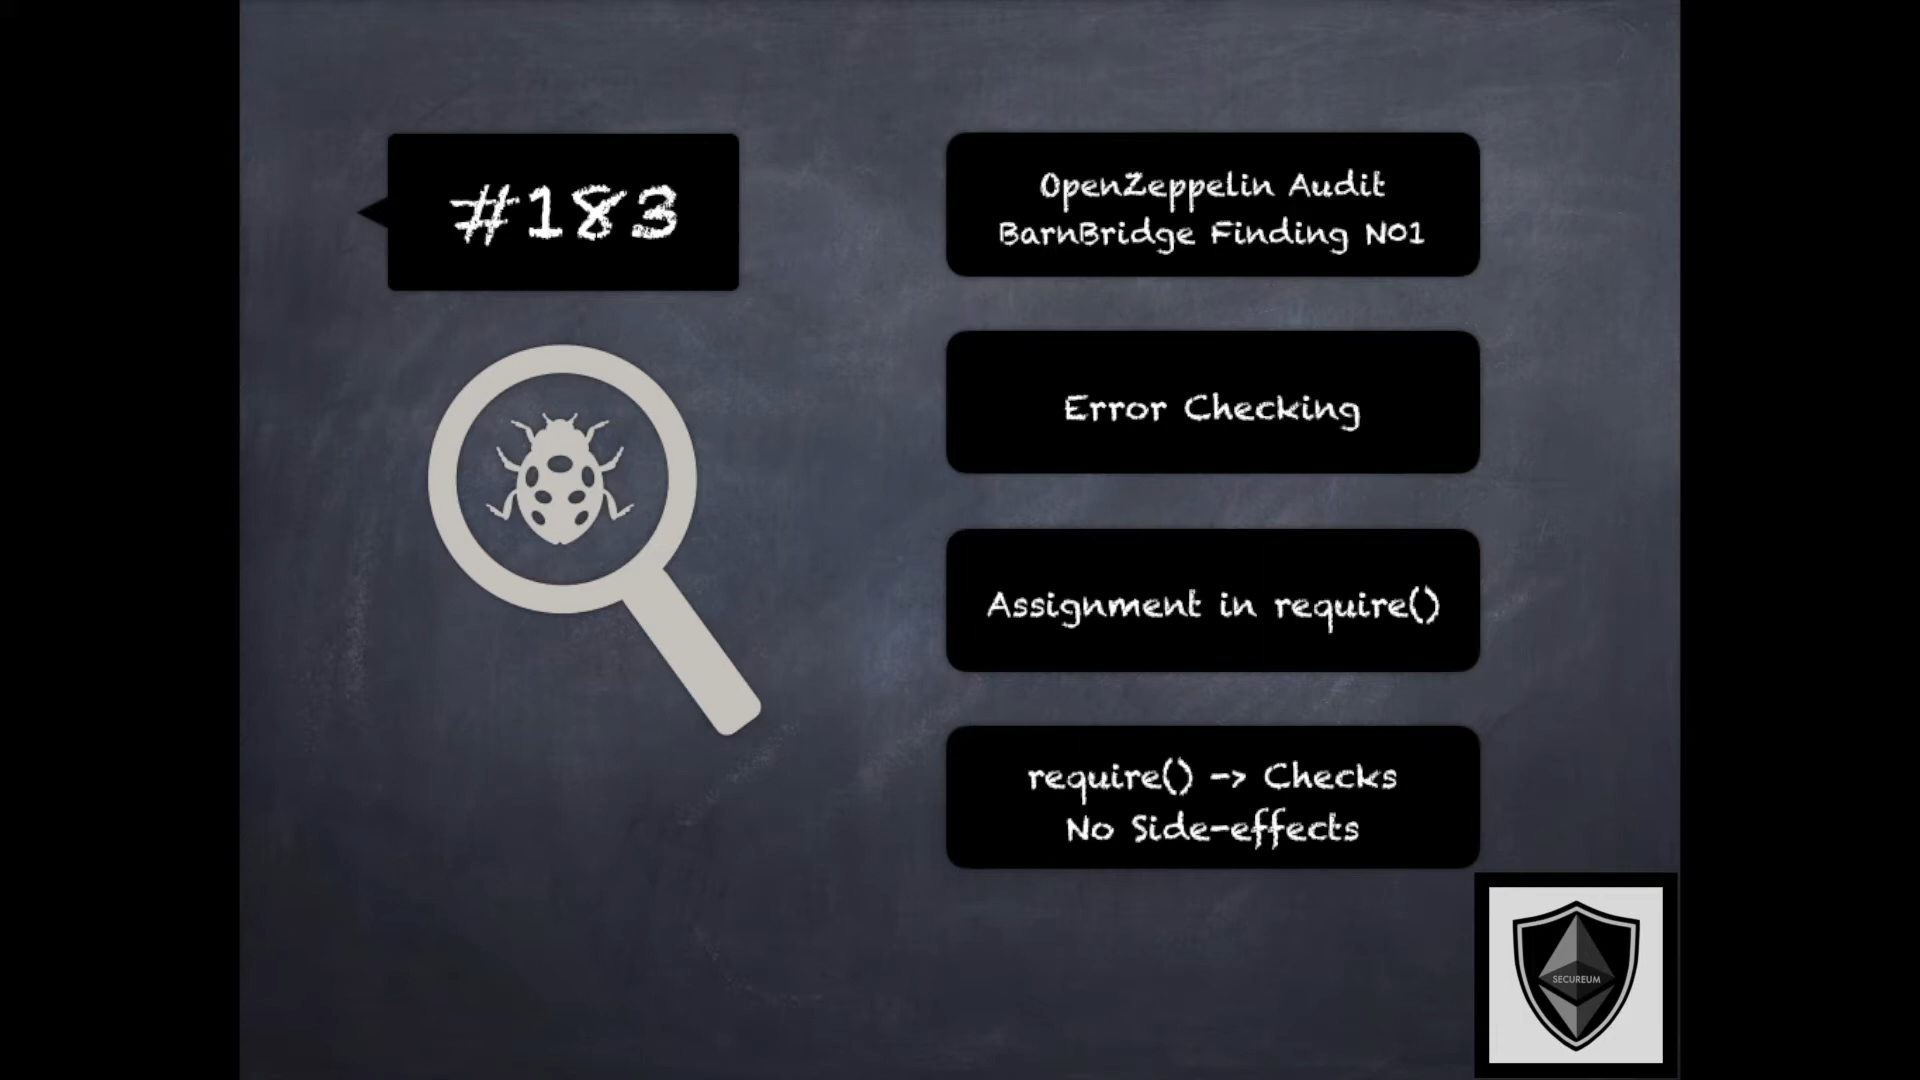 #183
OpenZeppelin Audit
BarnBridge Finding N01
Error Checking
Assignment in require()
require() -> Checks
No Side-effects
SECUREUM